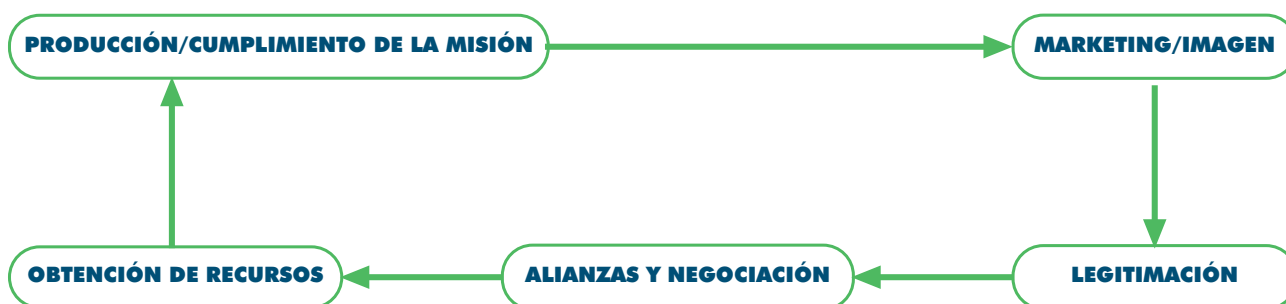 PRODUCCIÓN/CUMPLIMIENTO DE LA MISIÓN
MARKETING/IMAGEN
OBTENCIÓN DE RECURSOS
ALIANZAS Y NEGOCIACIÓN
LEGITIMACIÓN